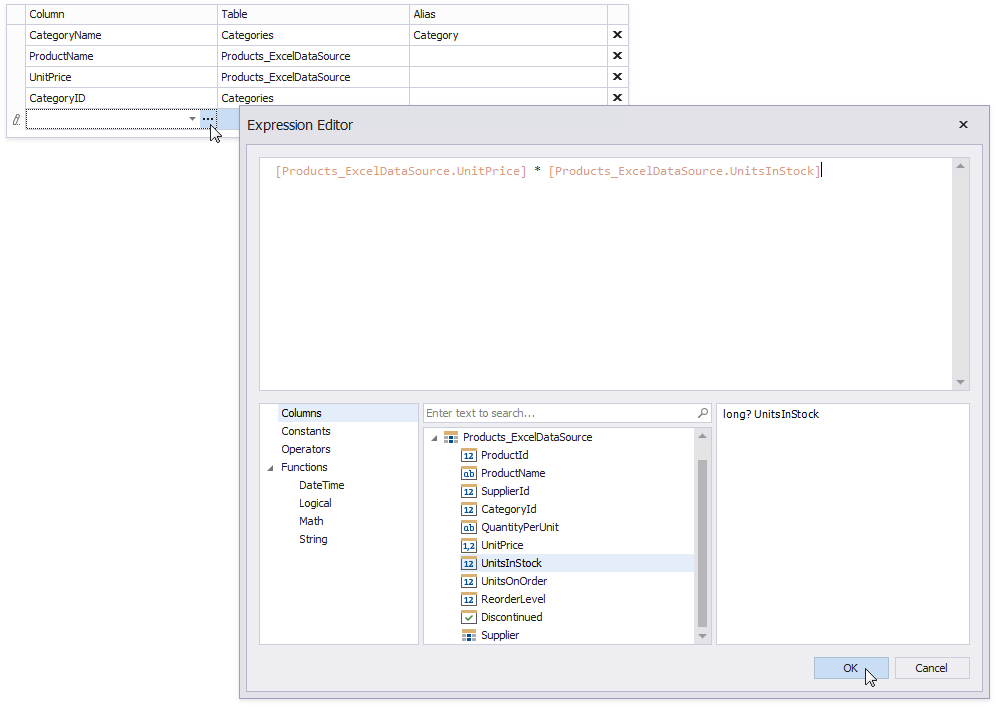 Column Table Alias
CategoryName Categories Category
ProductName Products_ExcelDataSource
UnitPrice Products_ExcelDataSource
CategoryID Categories
Expression Editor
[Products_ExcelDataSource.UnitPrice] * [Products_ExcelDataSource.UnitsInStock]
Columns
Constants
Operators
Functions
DateTime
Logical
Math
String
Enter text to search...
Products_ExcelDataSource
12 ProductId
ab ProductName
12 SupplierId
12 CategoryId
ab QuantityPerUnit
1,2 UnitPrice
12 UnitsInStock
12 UnitsOnOrder
12 ReorderLevel
Discontinued
Supplier
long? UnitsInStock
OK Cancel